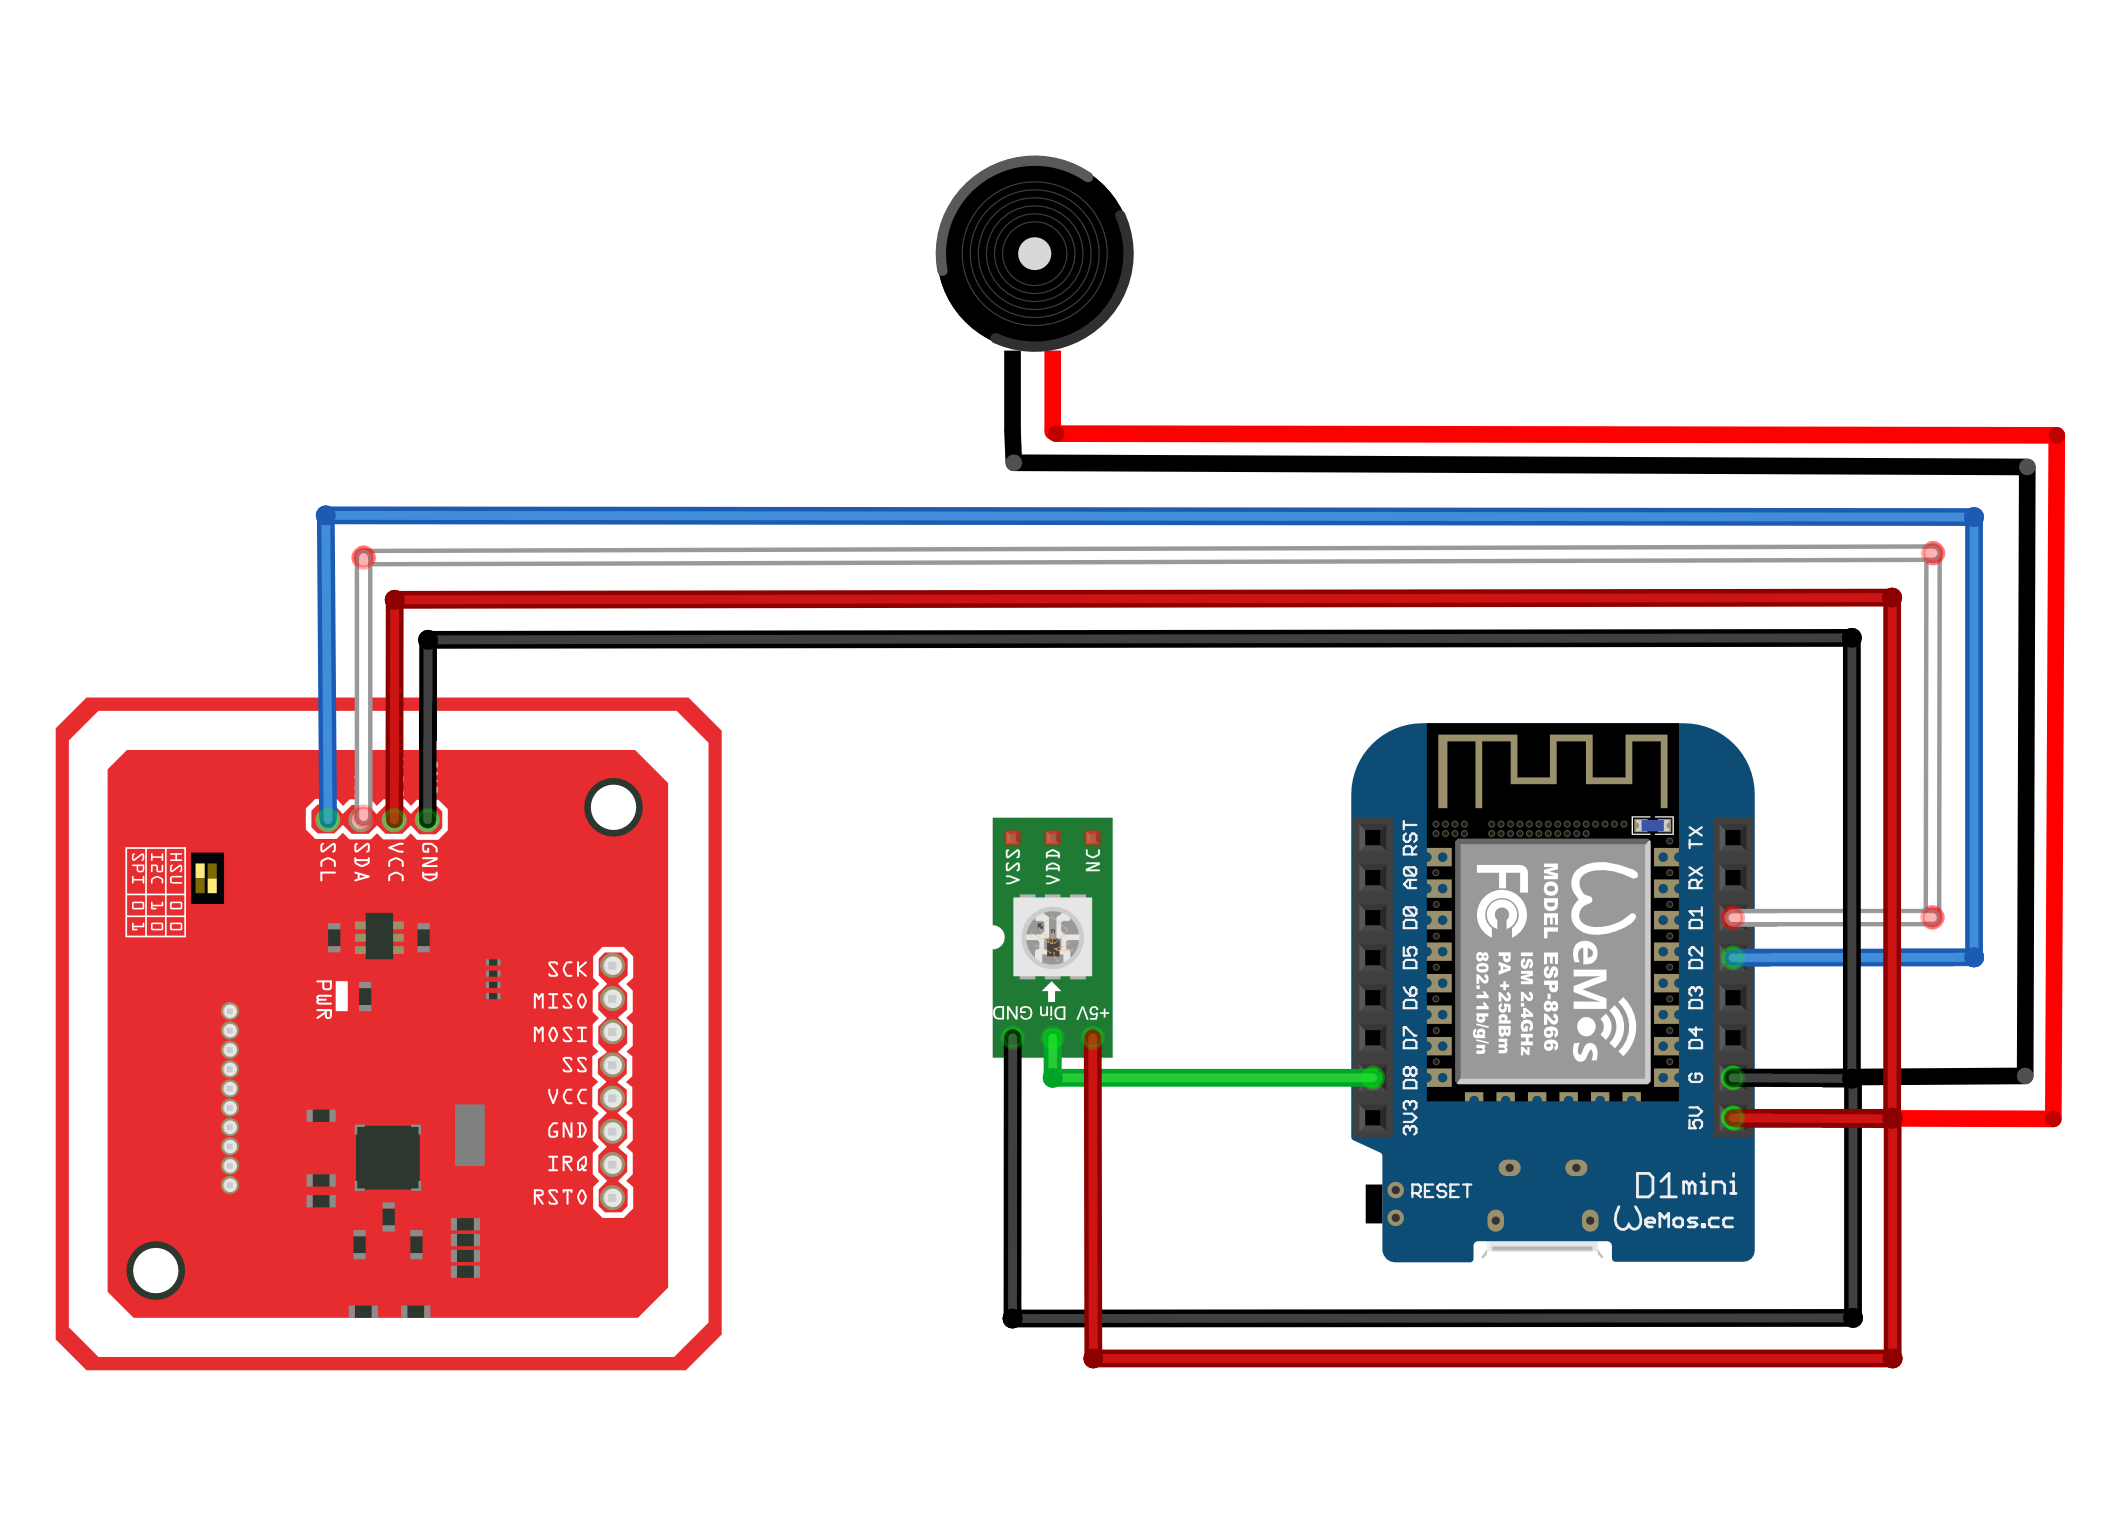 SCL
SDA
VCC
GND
HSU 0 0
I2C 1 0
SPI 0 1
PWR
SCK
MISO
MOSI
SS
VCC
GND
IRQ
RSTO
VSS
VDD
NC
GND
Din
+5V
RST
A0
D0
D5
D6
D7
D8
3V3
TX
RX
D1
D2
D3
D4
G
5V
WeMos
FC
MODEL ESP-8266
ISM 2.4GHz
PA +25dBm
802.11b/g/n
RESET
D1 mini
WeMos.cc